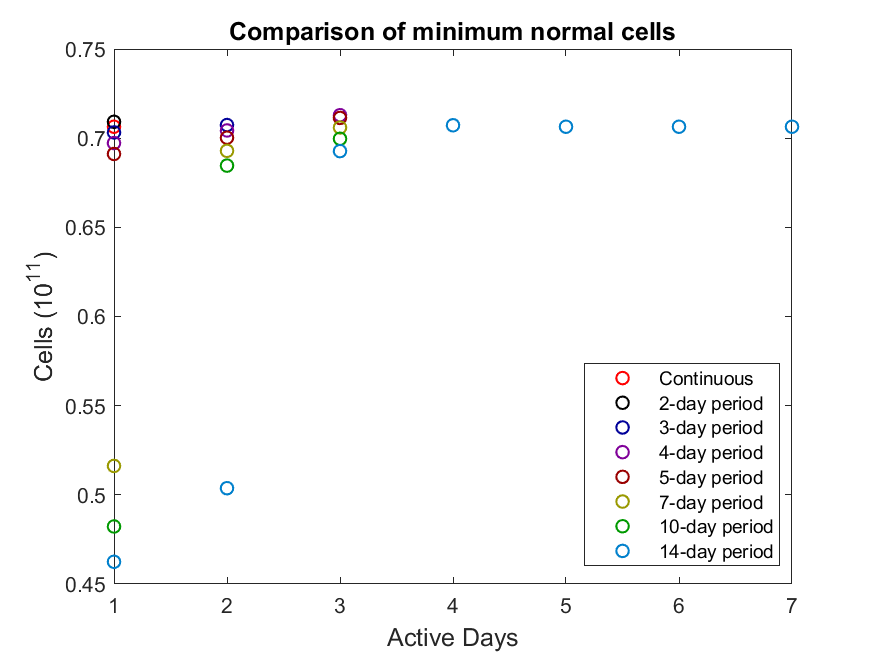 Comparison of minimum normal cells
0.75
0.7
0.65
0.6
0.55
0.5
0.45
Cells (10^11)
1 2 3 4 5 6 7
Active Days
Continuous
2-day period
3-day period
4-day period
5-day period
7-day period
10-day period
14-day period